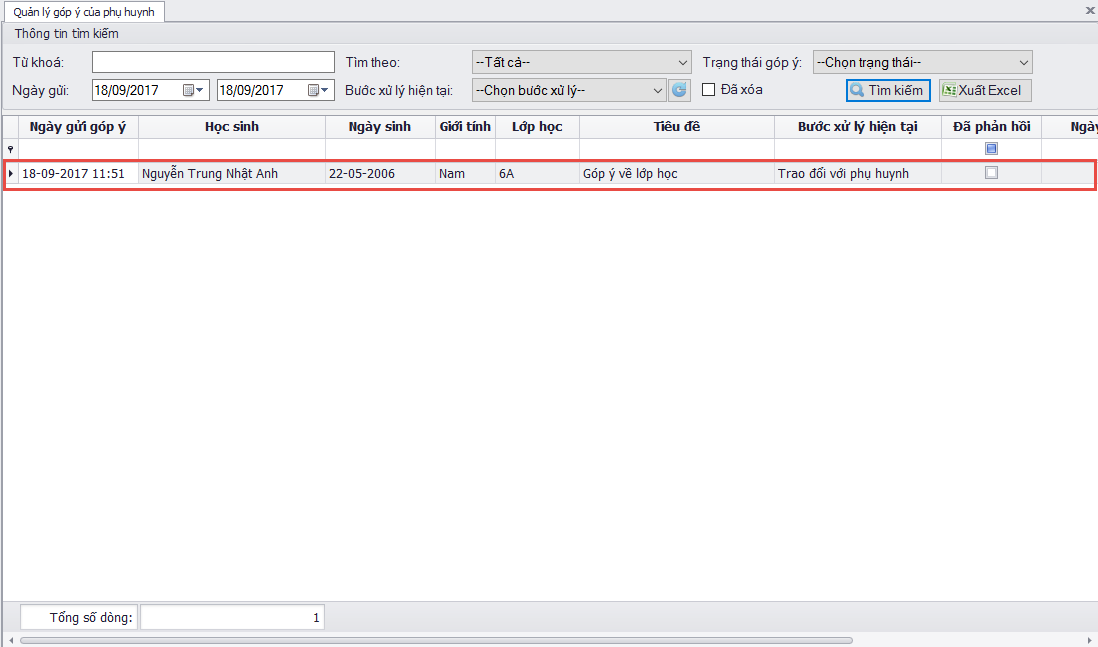 Quản lý góp ý của phụ huynh
Thông tin tìm kiếm
Từ khoá: Tìm theo: --Tất cả-- Trạng thái góp ý: --Chọn trạng thái--
Ngày gửi: 18/09/2017 18/09/2017 Bước xử lý hiện tại: --Chọn bước xử lý-- Đã xóa Tìm kiếm Xuất Excel
Ngày gửi góp ý Học sinh Ngày sinh Giới tính Lớp học Tiêu đề Bước xử lý hiện tại Đã phản hồi Ngày
18-09-2017 11:51 Nguyễn Trung Nhật Anh 22-05-2006 Nam 6A Góp ý về lớp học Trao đổi với phụ huynh
Tổng số dòng: 1